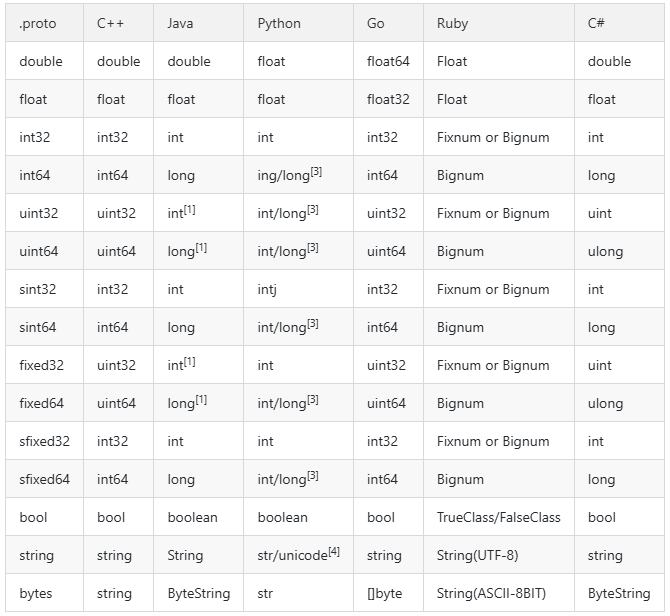 .proto C++ Java Python Go Ruby C#
double double double float float64 Float double
float float float float float32 Float float
int32 int32 int int int32 Fixnum or Bignum int
int64 int64 long ing/long[3] int64 Bignum long
uint32 uint32 int[1] int/long[3] uint32 Fixnum or Bignum uint
uint64 uint64 long[1] int/long[3] uint64 Bignum ulong
sint32 int32 int intj int32 Fixnum or Bignum int
sint64 int64 long int/long[3] int64 Bignum long
fixed32 uint32 int[1] int uint32 Fixnum or Bignum uint
fixed64 uint64 long[1] int/long[3] uint64 Bignum ulong
sfixed32 int32 int int int32 Fixnum or Bignum int
sfixed64 int64 long int/long[3] int64 Bignum long
bool bool boolean boolean bool TrueClass/FalseClass bool
string string String str/unicode[4] string String(UTF-8) string
bytes string ByteString str []byte String(ASCII-8BIT) ByteString